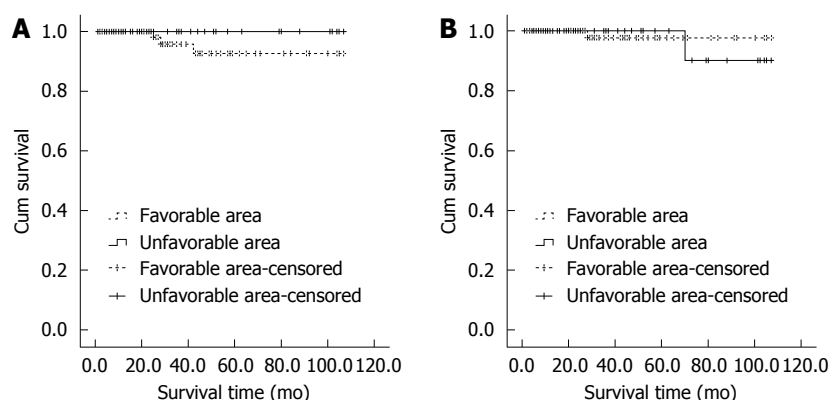 A
1.0
0.8
0.6
0.4
0.2
0.0
Cum survival
Favorable area
Unfavorable area
Favorable area-censored
Unfavorable area-censored
0.0 20.0 40.0 60.0 80.0 100.0 120.0
Survival time (mo)
B
1.0
0.8
0.6
0.4
0.2
0.0
Cum survival
Favorable area
Unfavorable area
Favorable area-censored
Unfavorable area-censored
0.0 20.0 40.0 60.0 80.0 100.0 120.0
Survival time (mo)